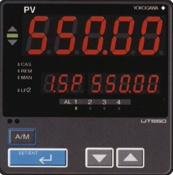 PV YOKOGAWA
550.00
CAS
REM
MAN
LP2
1.SP 550.00
AL 1 2 3 4
UT550
A/M
SET/ENT